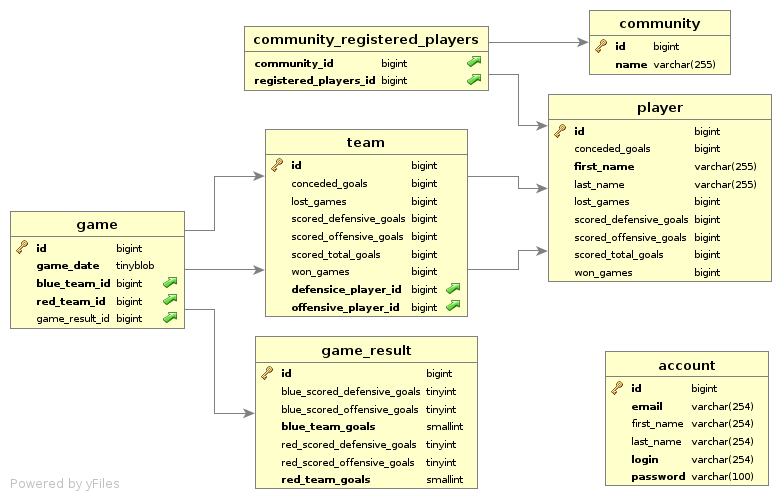 community
id bigint
name varchar(255)
community_registered_players
community_id bigint
registered_players_id bigint
player
id bigint
conceded_goals bigint
first_name varchar(255)
last_name varchar(255)
lost_games bigint
scored_defensive_goals bigint
scored_offensive_goals bigint
scored_total_goals bigint
won_games bigint
team
id bigint
conceded_goals bigint
lost_games bigint
scored_defensive_goals bigint
scored_offensive_goals bigint
scored_total_goals bigint
won_games bigint
defensice_player_id bigint
offensive_player_id bigint
game
id bigint
game_date tinyblob
blue_team_id bigint
red_team_id bigint
game_result_id bigint
game_result
id bigint
blue_scored_defensive_goals tinyint
blue_scored_offensive_goals tinyint
blue_team_goals smallint
red_scored_defensive_goals tinyint
red_scored_offensive_goals tinyint
red_team_goals smallint
account
id bigint
email varchar(254)
first_name varchar(254)
last_name varchar(254)
login varchar(254)
password varchar(100)
Powered by yFiles